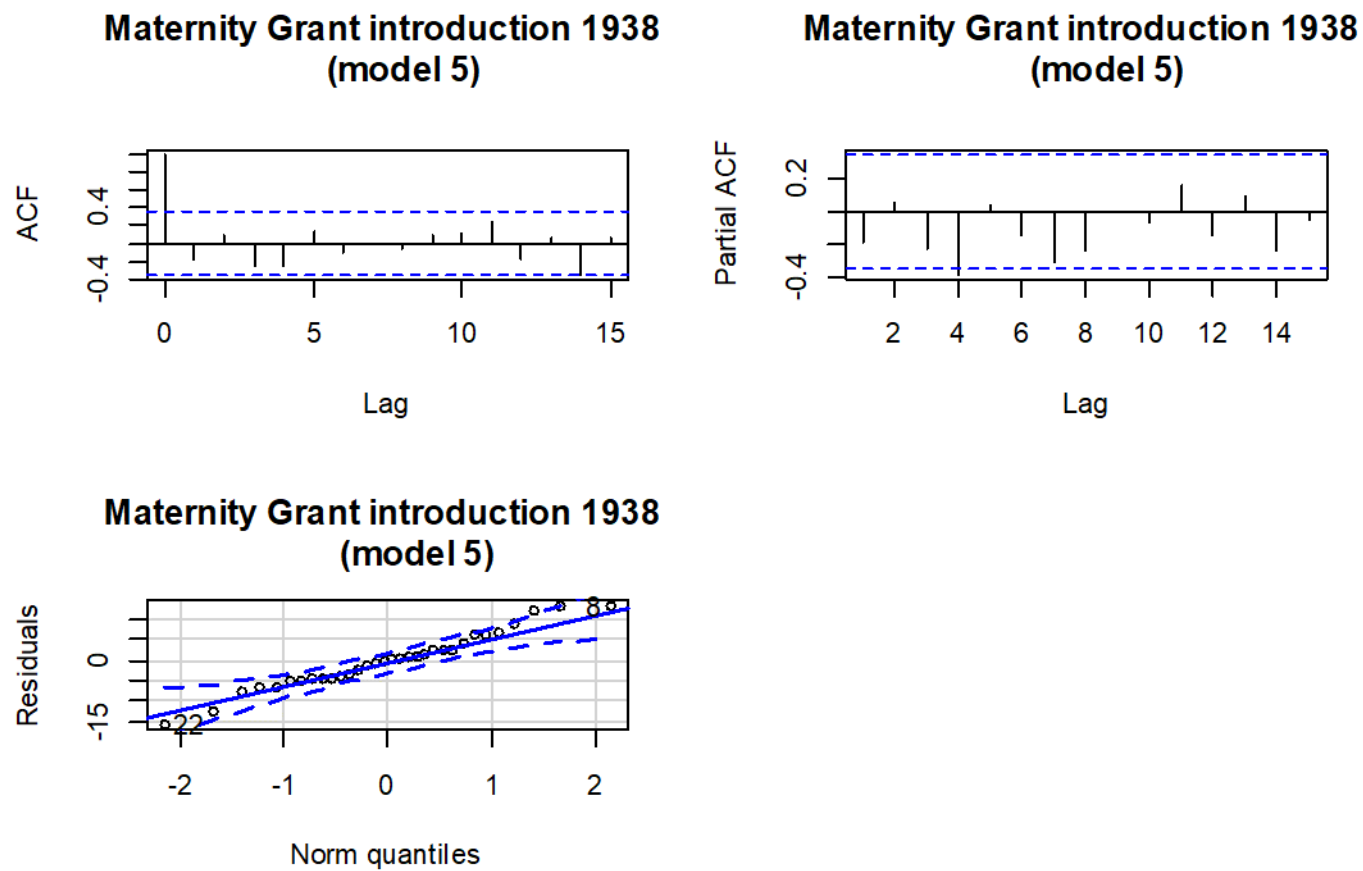 Maternity Grant introduction 1938
(model 5)
ACF
0.4
-0.4
0 5 10 15
Lag
Maternity Grant introduction 1938
(model 5)
Partial ACF
0.2
-0.4
2 4 6 8 10 12 14
Lag
Maternity Grant introduction 1938
(model 5)
Residuals
0
-15
8
22
-2 -1 0 1 2
Norm quantiles